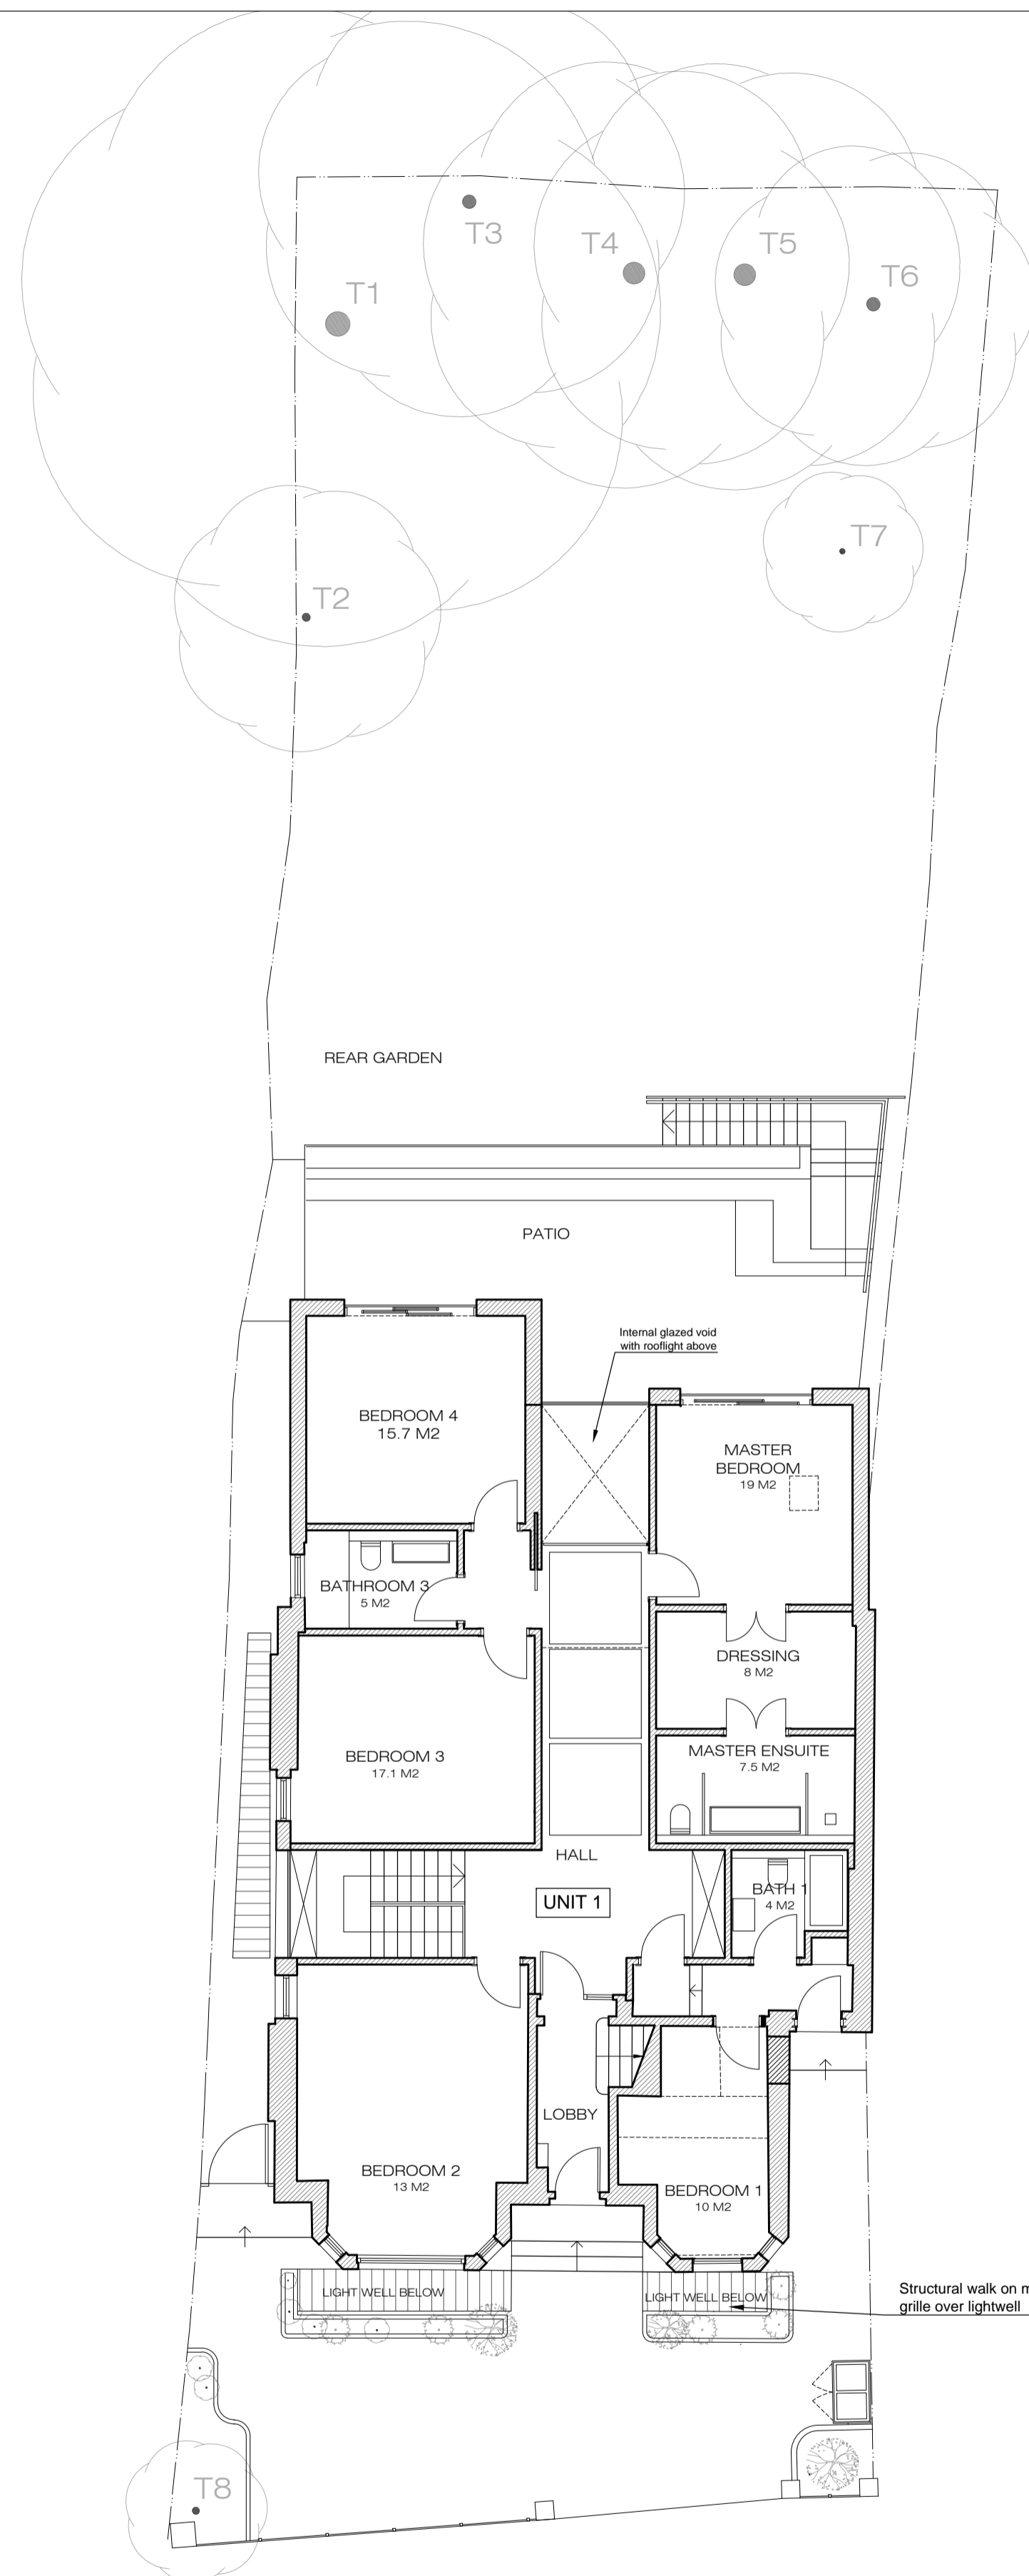 T3
T4
T5
T6
T1
T7
T2
REAR GARDEN
PATIO
Internal glazed void
with rooflight above
BEDROOM 4
15.7 M2
MASTER
BEDROOM
19 M2
BATHROOM 3
5 M2
DRESSING
8 M2
BEDROOM 3
17.1 M2
MASTER ENSUITE
7.5 M2
HALL
UNIT 1
BATH 1
4 M2
LOBBY
BEDROOM 2
13 M2
BEDROOM 1
10 M2
LIGHT WELL BELOW
LIGHT WELL BELOW
Structural walk on
grille over lightwell
T8